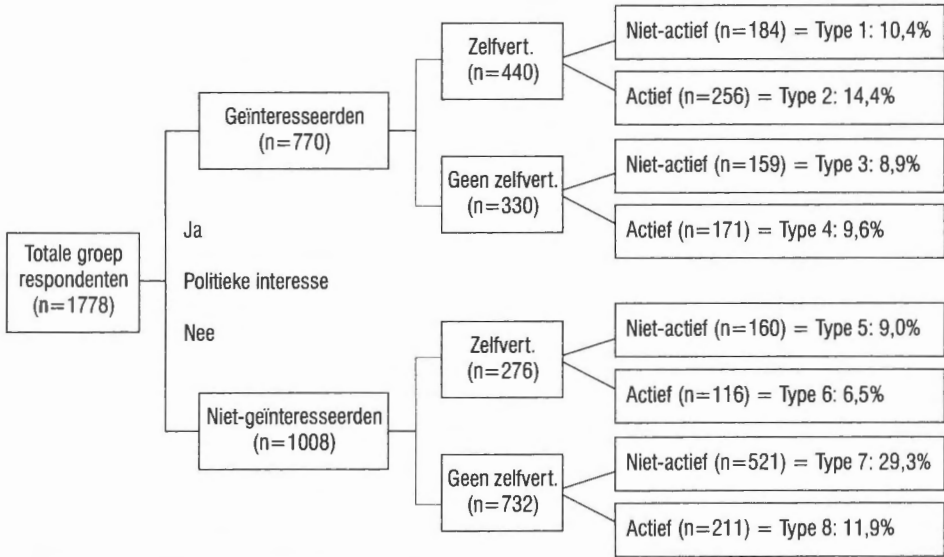 Totale groep
respondenten
(n=1778)
Ja
Politieke interesse
Nee
Geïnteresseerden
(n=770)
Zelfvert.
(n=440)
Niet-actief (n=184) = Type 1: 10,4%
Actief (n=256) = Type 2: 14,4%
Geen zelfvert.
(n=330)
Niet-actief (n=159) = Type 3: 8,9%
Actief (n=171) = Type 4: 9,6%
Niet-geïnteresseerden
(n=1008)
Zelfvert.
(n=276)
Niet-actief (n=160) = Type 5: 9,0%
Actief (n=116) = Type 6: 6,5%
Geen zelfvert.
(n=732)
Niet-actief (n=521) = Type 7: 29,3%
Actief (n=211) = Type 8: 11,9%